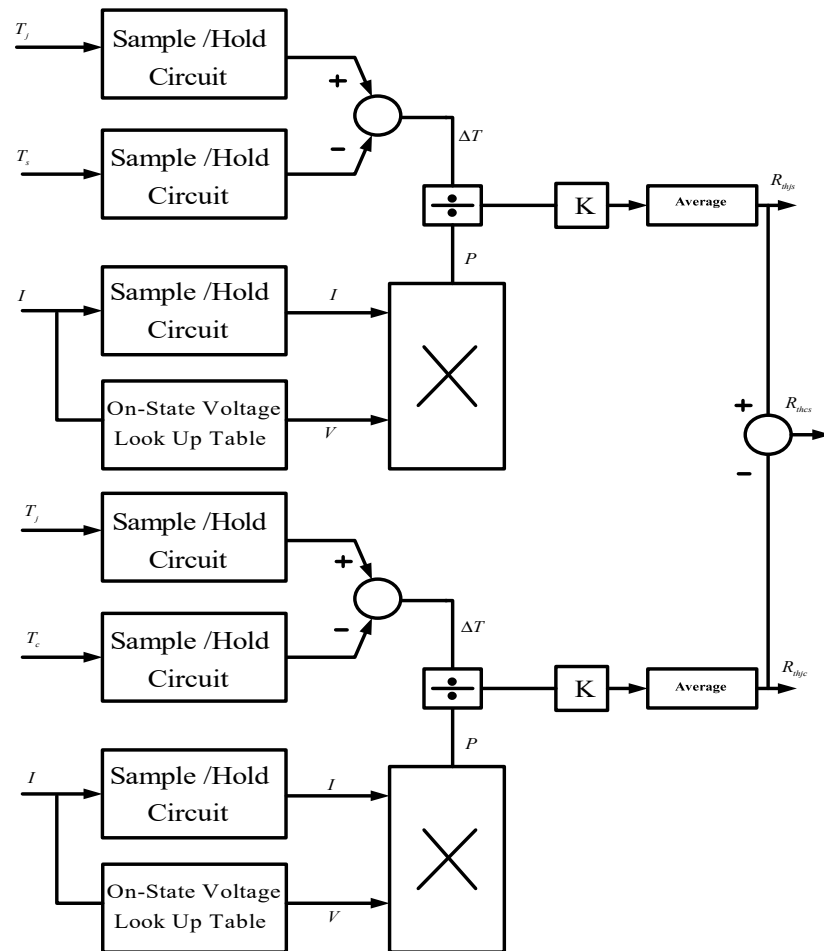 T_j
Sample /Hold
Circuit
+
T_s
−
Sample /Hold
Circuit
ΔT
÷
K
Average
R_thjs
P
I
Sample /Hold
Circuit
I
On-State Voltage
Look Up Table
V
+
R_thcs
−
T_j
Sample /Hold
Circuit
+
T_c
−
Sample /Hold
Circuit
ΔT
÷
K
Average
R_thjc
P
I
Sample /Hold
Circuit
I
On-State Voltage
Look Up Table
V